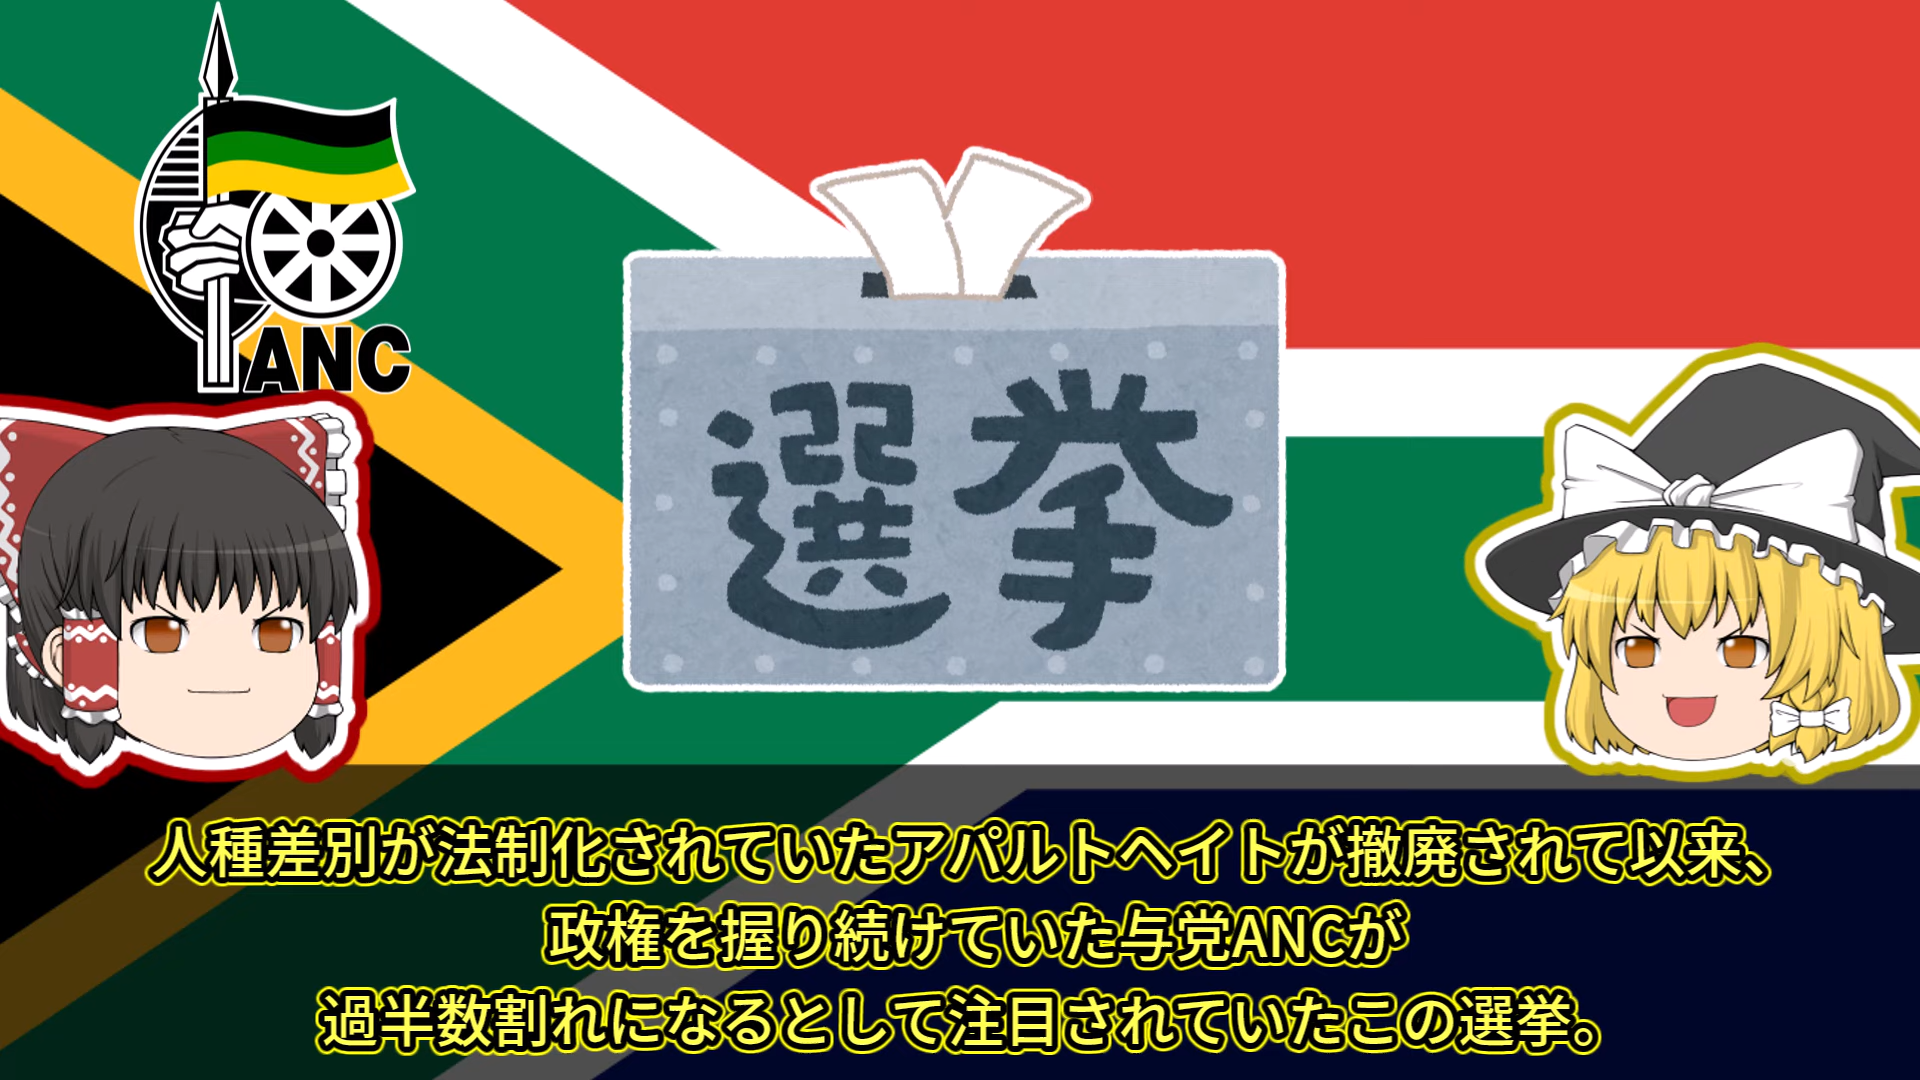 ANC
選挙
人種差別が法制化されていたアパルトヘイトが撤廃されて以来、
政権を握り続けていた与党ANCが
過半数割れになるとして注目されていたこの選挙。